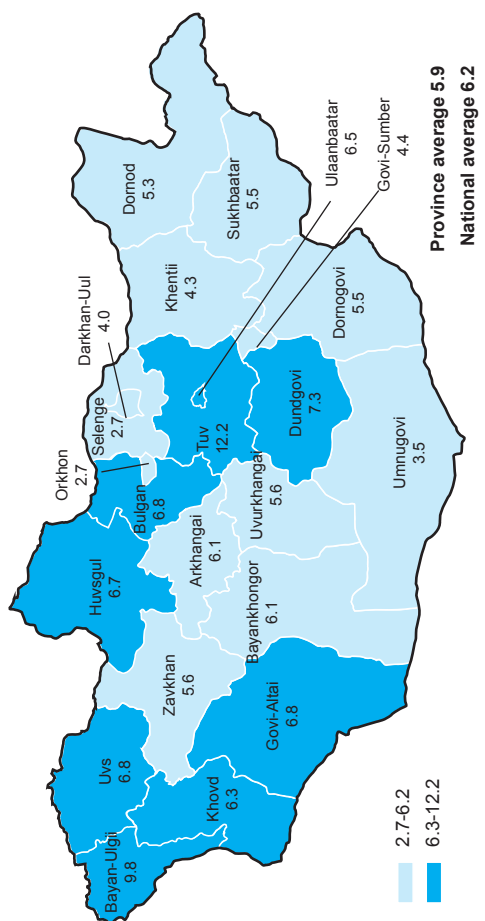 Orkhon
2.7
Selenge
2.7
Darkhan-Uul
4.0
Huvsgul
6.7
Bulgan
6.8
Uvs
6.8
Bayan-Ulgii
9.8
Khovd
6.3
Zavkhan
5.6
Arkhangai
6.1
Tuv
12.2
Khentii
4.3
Dornod
5.3
Sukhbaatar
5.5
Govi-Altai
6.8
Bayankhongor
6.1
Uvurkhangai
5.6
Dundgovi
7.3
Dornogovi
5.5
Umnugovi
3.5
Ulaanbaatar
6.5
Govi-Sumber
4.4
2.7-6.2
6.3-12.2
Province average 5.9
National average 6.2